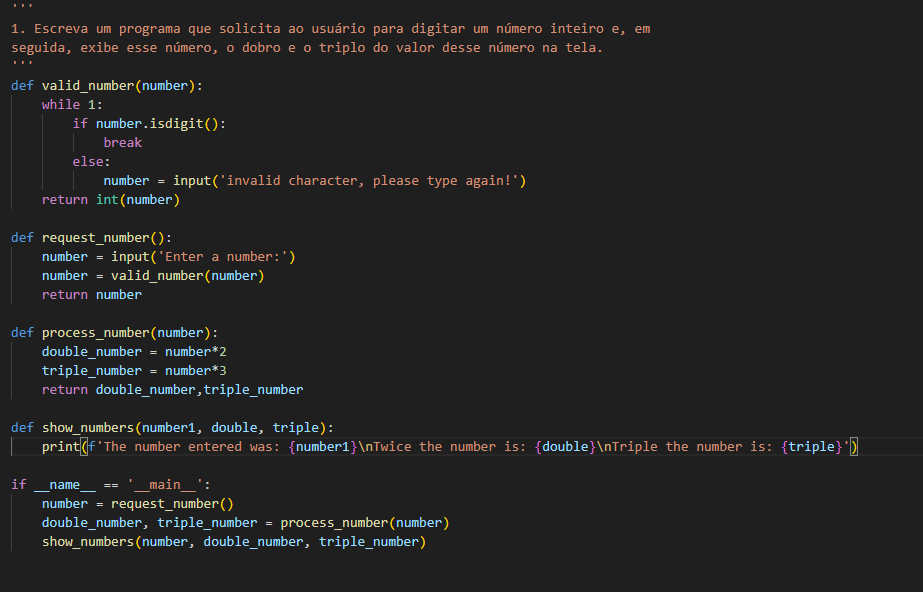 '''
1. Escreva um programa que solicita ao usuário para digitar um número inteiro e, em
seguida, exibe esse número, o dobro e o triplo do valor desse número na tela.
'''
def valid_number(number):
    while 1:
        if number.isdigit():
            break
        else:
            number = input('invalid character, please type again!')
    return int(number)

def request_number():
    number = input('Enter a number:')
    number = valid_number(number)
    return number

def process_number(number):
    double_number = number*2
    triple_number = number*3
    return double_number,triple_number

def show_numbers(number1, double, triple):
    print(f'The number entered was: {number1}\nTwice the number is: {double}\nTriple the number is: {triple}')

if __name__ == '__main__':
    number = request_number()
    double_number, triple_number = process_number(number)
    show_numbers(number, double_number, triple_number)